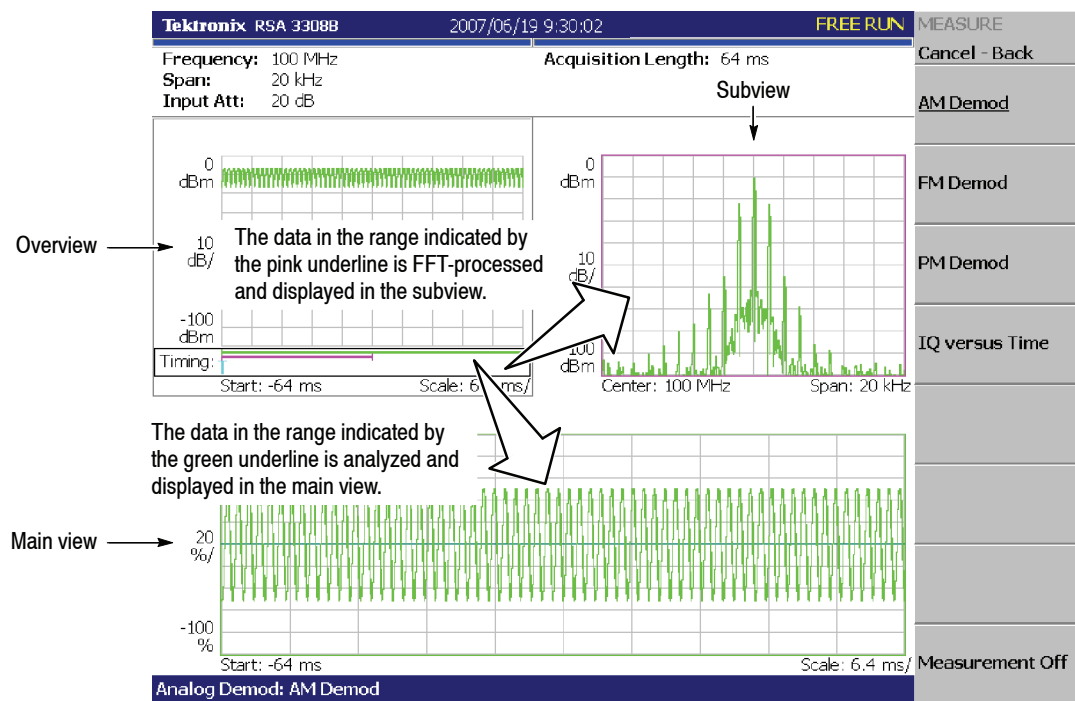 Tektronix RSA 3308B 2007/06/19 9:30:02 FREE RUN
MEASURE
Cancel - Back
Frequency: 100 MHz
Span: 20 kHz
Input Att: 20 dB
Acquisition Length: 64 ms
Subview
AM Demod
FM Demod
PM Demod
IQ versus Time
Measurement Off
Overview
0
dBm
10
dB/
-100
dBm
The data in the range indicated by
the pink underline is FFT-processed
and displayed in the subview.
Timing:
Start: -64 ms Scale: 6 ms/
0
dBm
10
dB/
100
dBm
Center: 100 MHz Span: 20 kHz
The data in the range indicated by
the green underline is analyzed and
displayed in the main view.
Main view
20
%/
-100
%
Start: -64 ms Scale: 6.4 ms/
Analog Demod: AM Demod